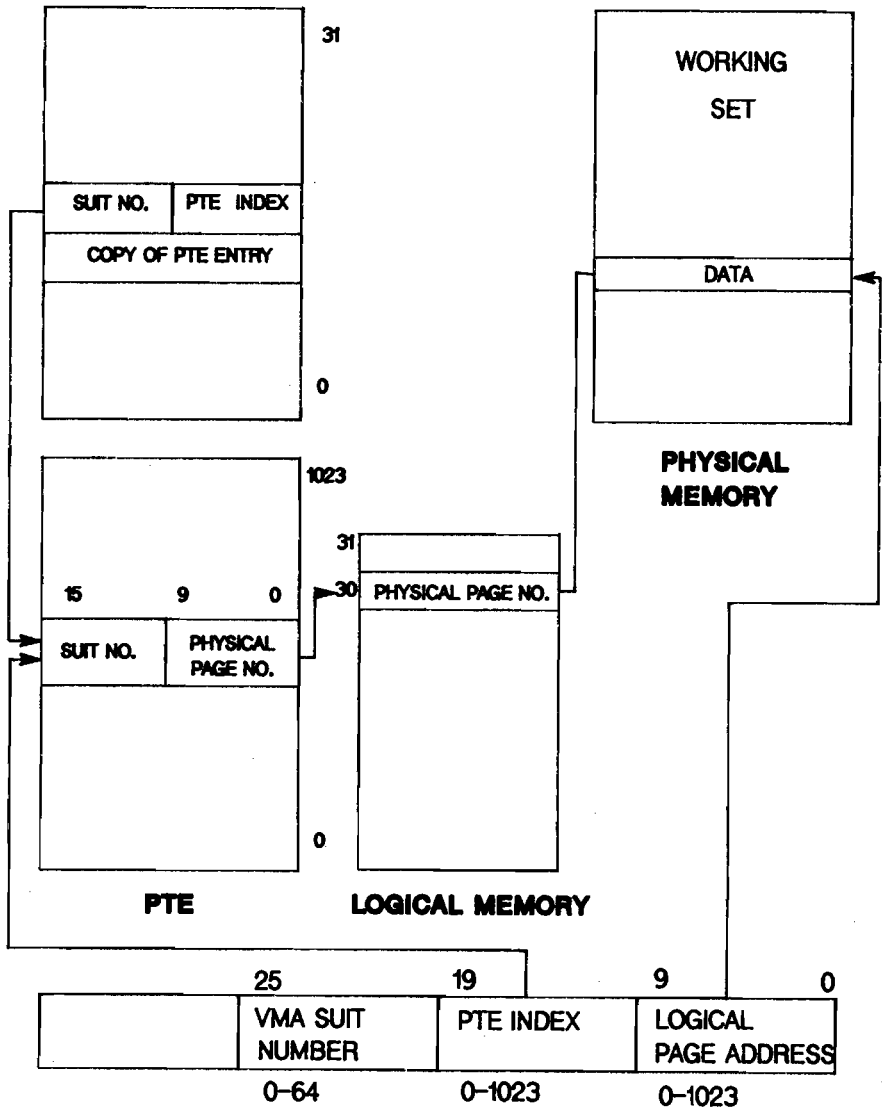 31
SUIT NO. PTE INDEX
COPY OF PTE ENTRY
0
WORKING
SET
DATA
PHYSICAL
MEMORY
1023
15 9 0
SUIT NO. PHYSICAL
PAGE NO.
0
PTE
31
30 PHYSICAL PAGE NO.
LOGICAL MEMORY
25 19 9 0
VMA SUIT
NUMBER
PTE INDEX
LOGICAL
PAGE ADDRESS
0-64 0-1023 0-1023